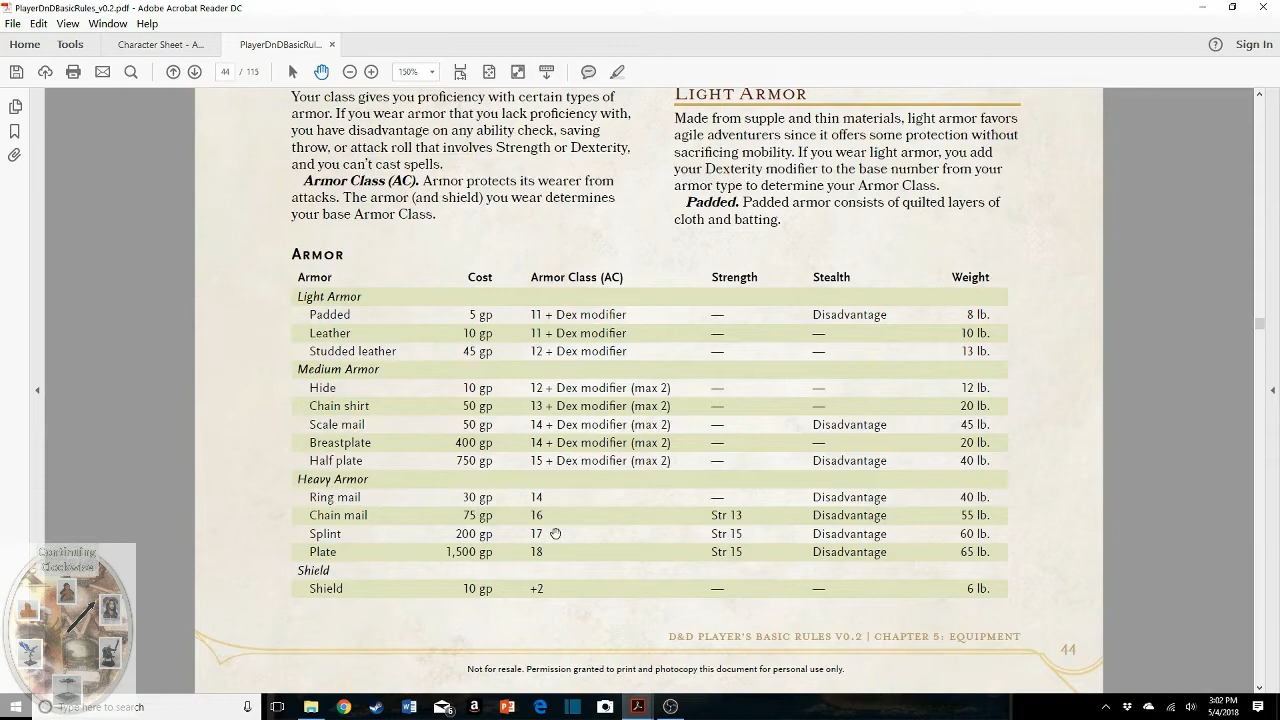 PlayerDnDBasicRules_v0.2.pdf - Adobe Acrobat Reader DC
File Edit View Window Help
Home Tools Character Sheet - A... PlayerDnDBasicRul... × Sign In
44 / 115 150%
Your class gives you proficiency with certain types of
armor. If you wear armor that you lack proficiency with,
you have disadvantage on any ability check, saving
throw, or attack roll that involves Strength or Dexterity,
and you can't cast spells.
Armor Class (AC). Armor protects its wearer from
attacks. The armor (and shield) you wear determines
your base Armor Class.
Light Armor
Made from supple and thin materials, light armor favors
agile adventurers since it offers some protection without
sacrificing mobility. If you wear light armor, you add
your Dexterity modifier to the base number from your
armor type to determine your Armor Class.
Padded. Padded armor consists of quilted layers of
cloth and batting.
Armor
Armor Cost Armor Class (AC) Strength Stealth Weight
Light Armor
Padded 5 gp 11 + Dex modifier — Disadvantage 8 lb.
Leather 10 gp 11 + Dex modifier — — 10 lb.
Studded leather 45 gp 12 + Dex modifier — — 13 lb.
Medium Armor
Hide 10 gp 12 + Dex modifier (max 2) — — 12 lb.
Chain shirt 50 gp 13 + Dex modifier (max 2) — — 20 lb.
Scale mail 50 gp 14 + Dex modifier (max 2) — Disadvantage 45 lb.
Breastplate 400 gp 14 + Dex modifier (max 2) — — 20 lb.
Half plate 750 gp 15 + Dex modifier (max 2) — Disadvantage 40 lb.
Heavy Armor
Ring mail 30 gp 14 — Disadvantage 40 lb.
Chain mail 75 gp 16 Str 13 Disadvantage 55 lb.
Splint 200 gp 17 Str 15 Disadvantage 60 lb.
Plate 1,500 gp 18 Str 15 Disadvantage 65 lb.
Shield
Shield 10 gp +2 — — 6 lb.
D&D PLAYER'S BASIC RULES V0.2 | CHAPTER 5: EQUIPMENT
44
Not for resale. Permission granted to print and photocopy this document for personal use only.
Continuing
Clockwise
Type here to search
3:02 PM
5/4/2018